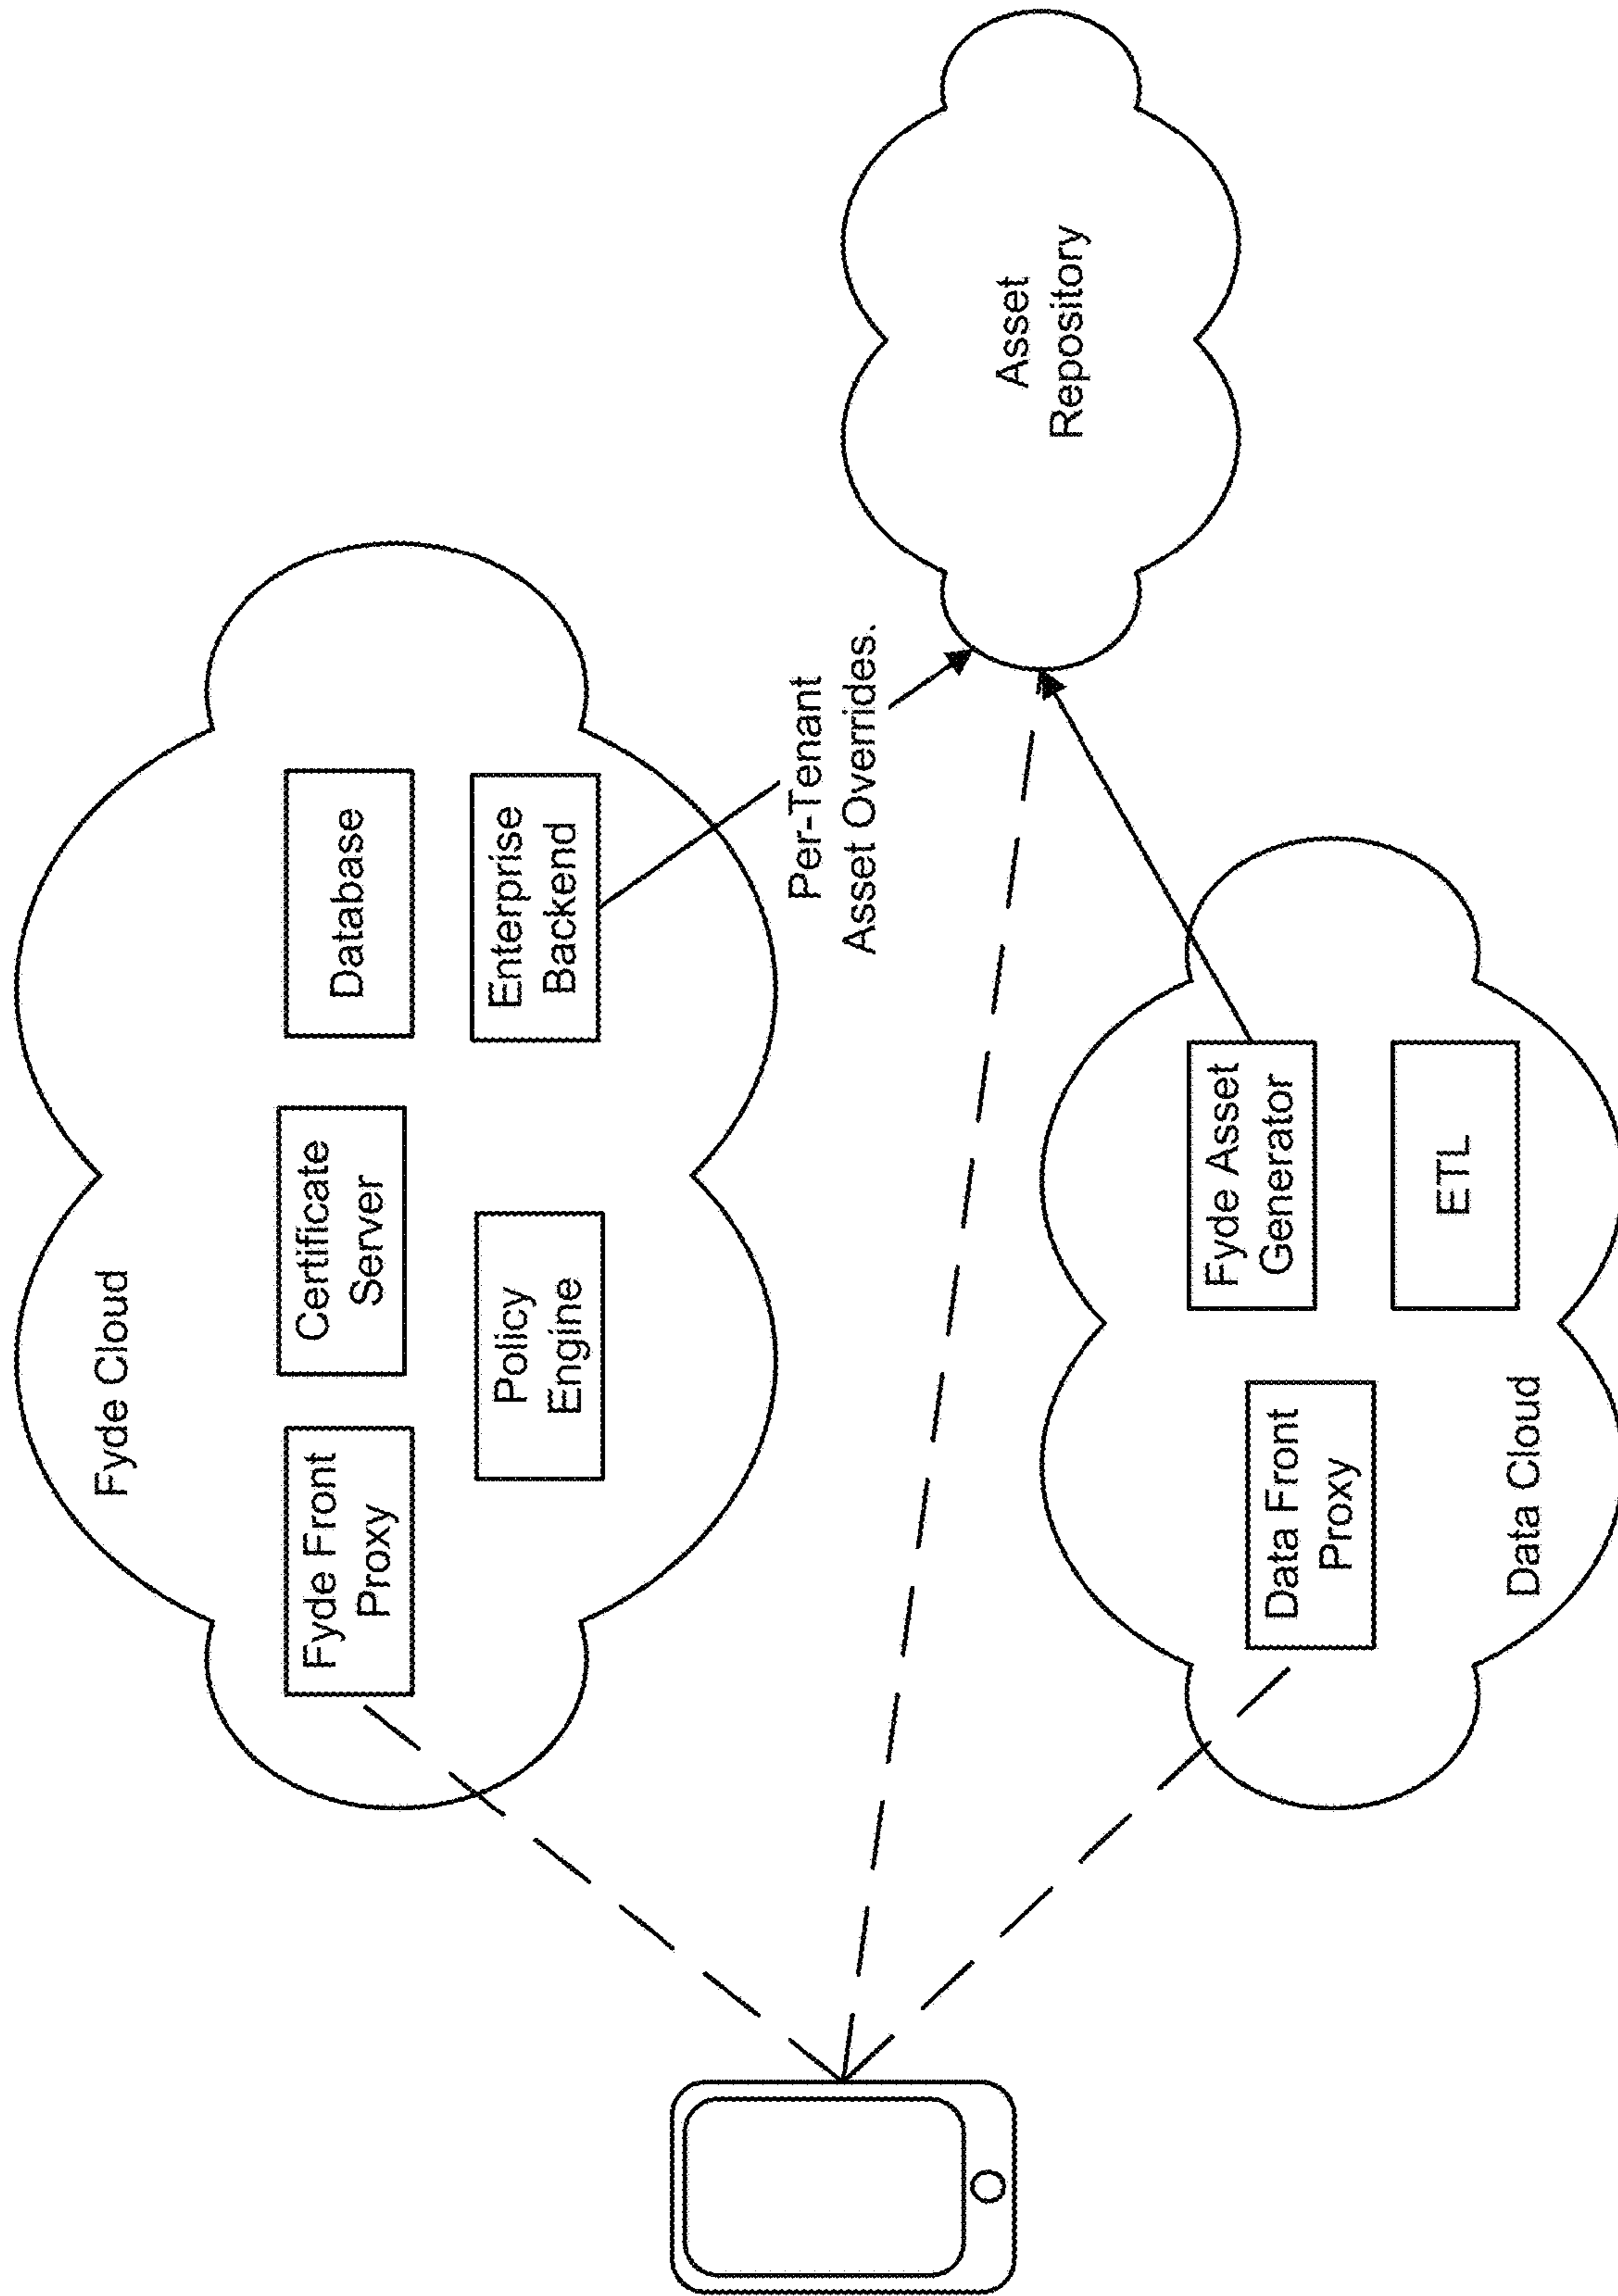 Fyde Cloud
Fyde Front
Proxy
Certificate
Server
Database
Policy
Engine
Enterprise
Backend
Per-Tenant
Asset Overrides.
Asset
Repository
Data Front
Proxy
Fyde Asset
Generator
ETL
Data Cloud